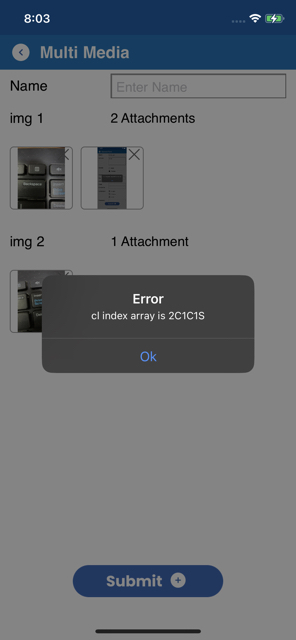 8:03
Multi Media
Name
Enter Name
img 1
2 Attachments
img 2
1 Attachment
Error
cl index array is 2C1C1S
Ok
Submit